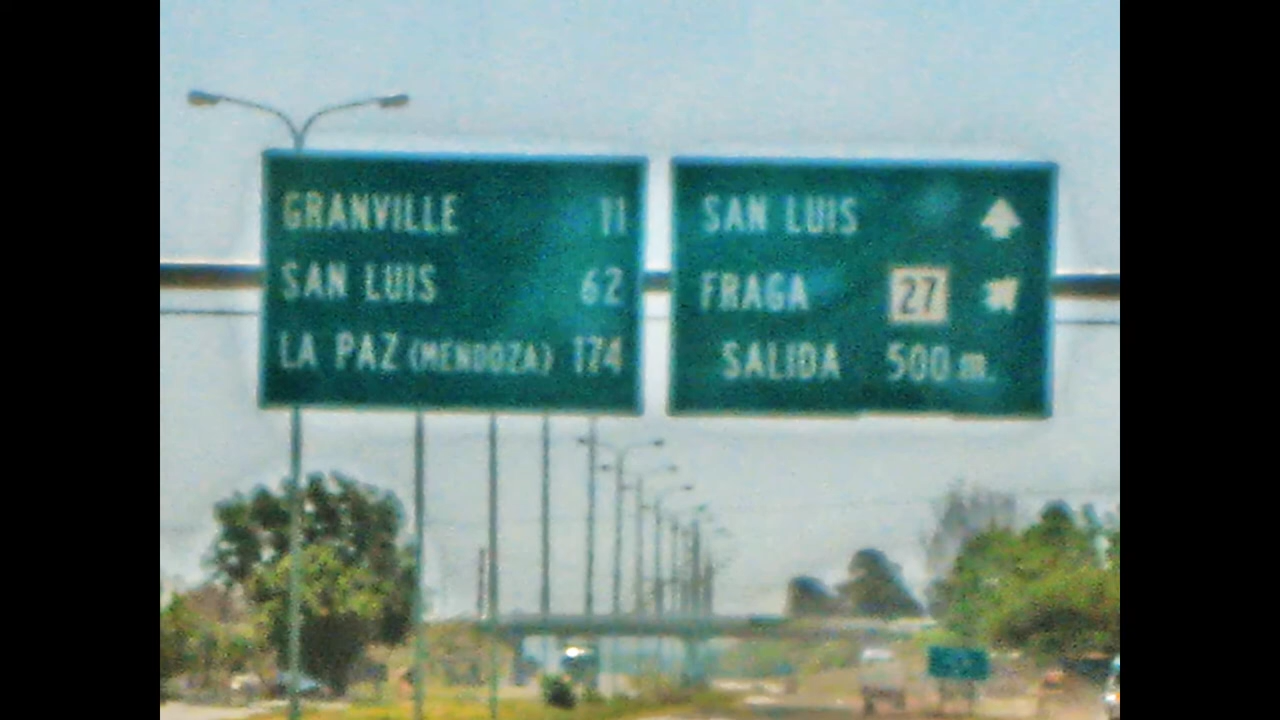 GRANVILLE 11
SAN LUIS 62
LA PAZ (MENDOZA) 174
SAN LUIS
FRAGA 27
SALIDA 500 m.